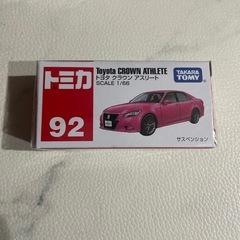 トミカ
92
Toyota CROWN ATHLETE
トヨタ クラウン アスリート
SCALE 1/66
TAKARA
TOMY
サスペンション